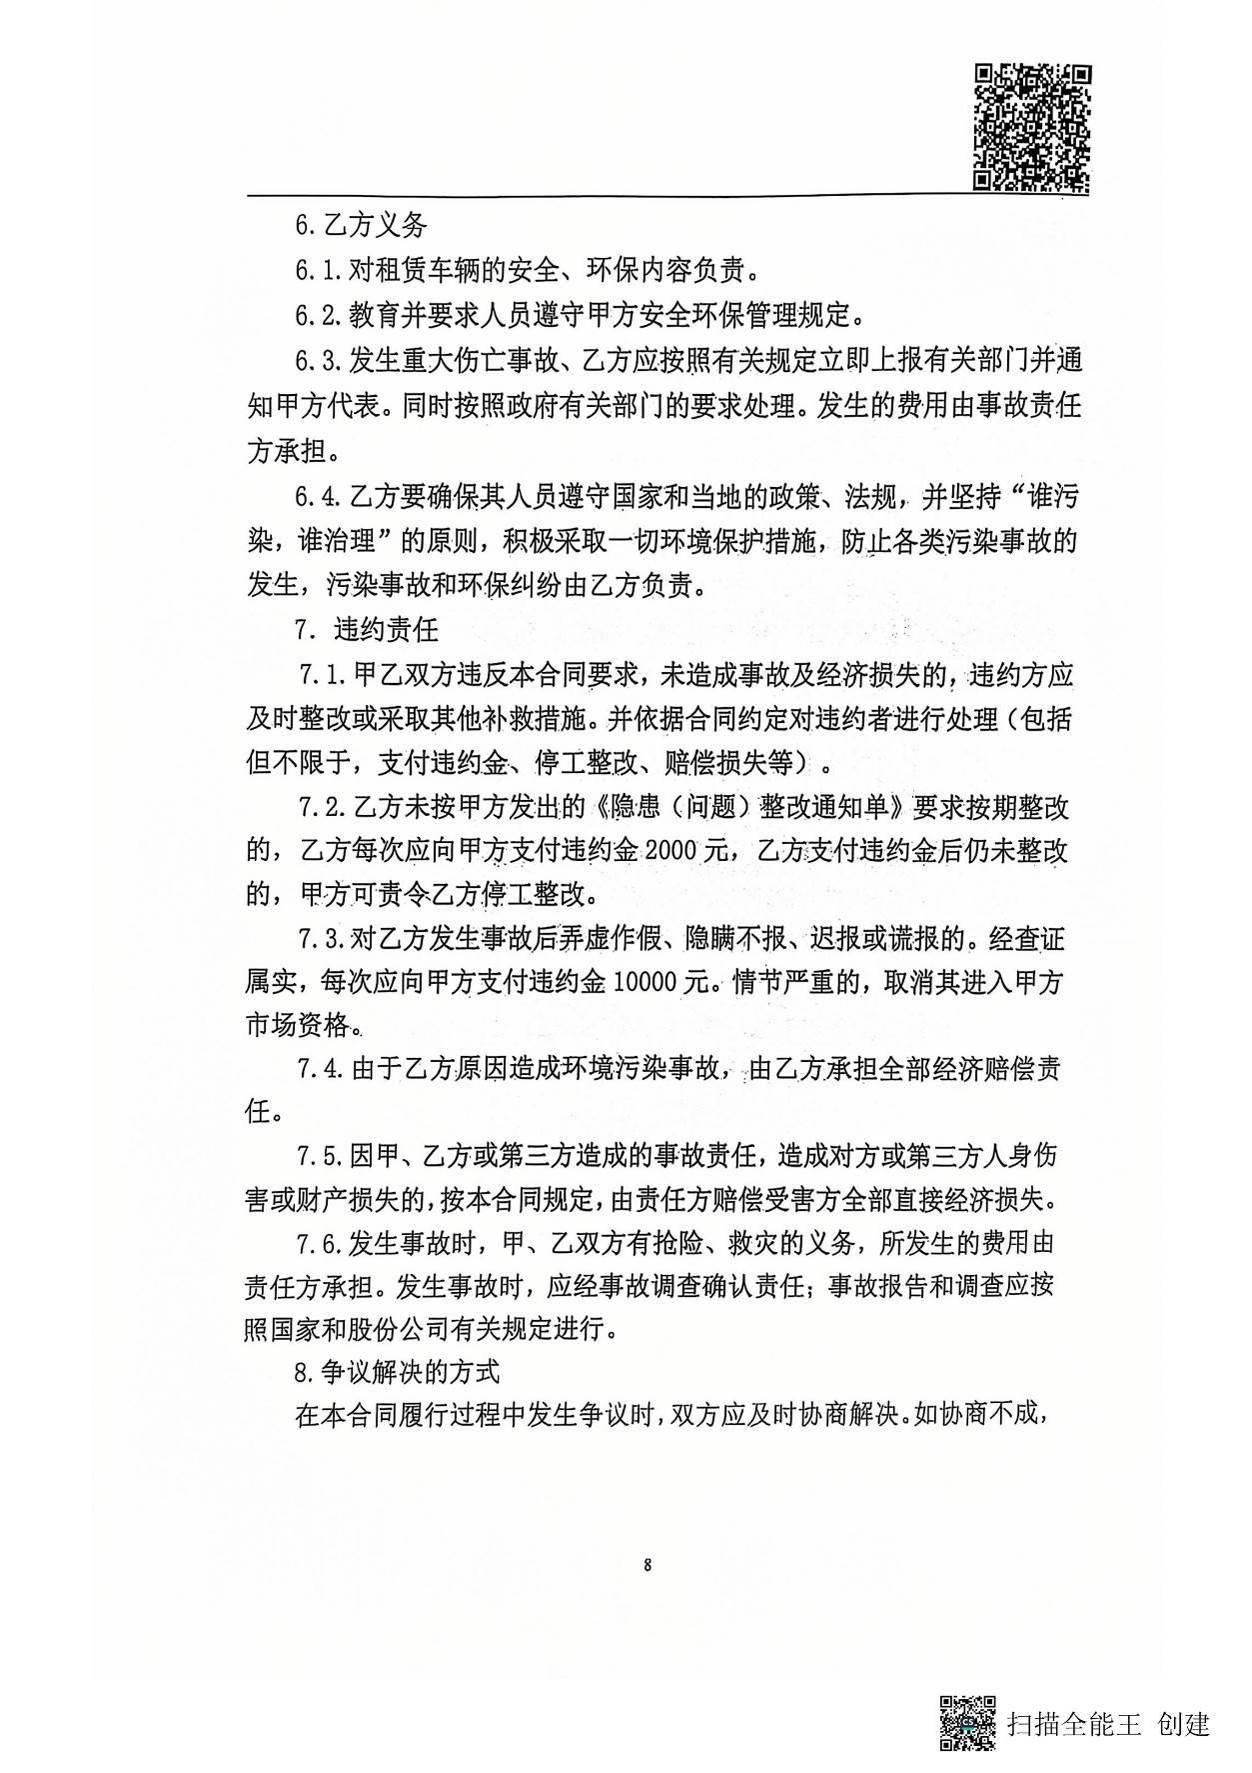 6.乙方义务
6.1.对租赁车辆的安全、环保内容负责。
6.2.教育并要求人员遵守甲方安全环保管理规定。
6.3.发生重大伤亡事故、乙方应按照有关规定立即上报有关部门并通
知甲方代表。同时按照政府有关部门的要求处理。发生的费用由事故责任
方承担。
6.4.乙方要确保其人员遵守国家和当地的政策、法规，并坚持“谁污
染，谁治理”的原则，积极采取一切环境保护措施，防止各类污染事故的
发生，污染事故和环保纠纷由乙方负责。
7. 违约责任
7.1.甲乙双方违反本合同要求，未造成事故及经济损失的，违约方应
及时整改或采取其他补救措施。并依据合同约定对违约者进行处理（包括
但不限于，支付违约金、停工整改、赔偿损失等）。
7.2.乙方未按甲方发出的《隐患（问题）整改通知单》要求按期整改
的，乙方每次应向甲方支付违约金 2000 元，乙方支付违约金后仍未整改
的，甲方可责令乙方停工整改。
7.3.对乙方发生事故后弄虚作假、隐瞒不报、迟报或谎报的。经查证
属实，每次应向甲方支付违约金 10000 元。情节严重的，取消其进入甲方
市场资格。
7.4.由于乙方原因造成环境污染事故，由乙方承担全部经济赔偿责
任。
7.5.因甲、乙方或第三方造成的事故责任，造成对方或第三方人身伤
害或财产损失的，按本合同规定，由责任方赔偿受害方全部直接经济损失。
7.6.发生事故时，甲、乙双方有抢险、救灾的义务，所发生的费用由
责任方承担。发生事故时，应经事故调查确认责任；事故报告和调查应按
照国家和股份公司有关规定进行。
8.争议解决的方式
在本合同履行过程中发生争议时，双方应及时协商解决。如协商不成，
8
扫描全能王 创建